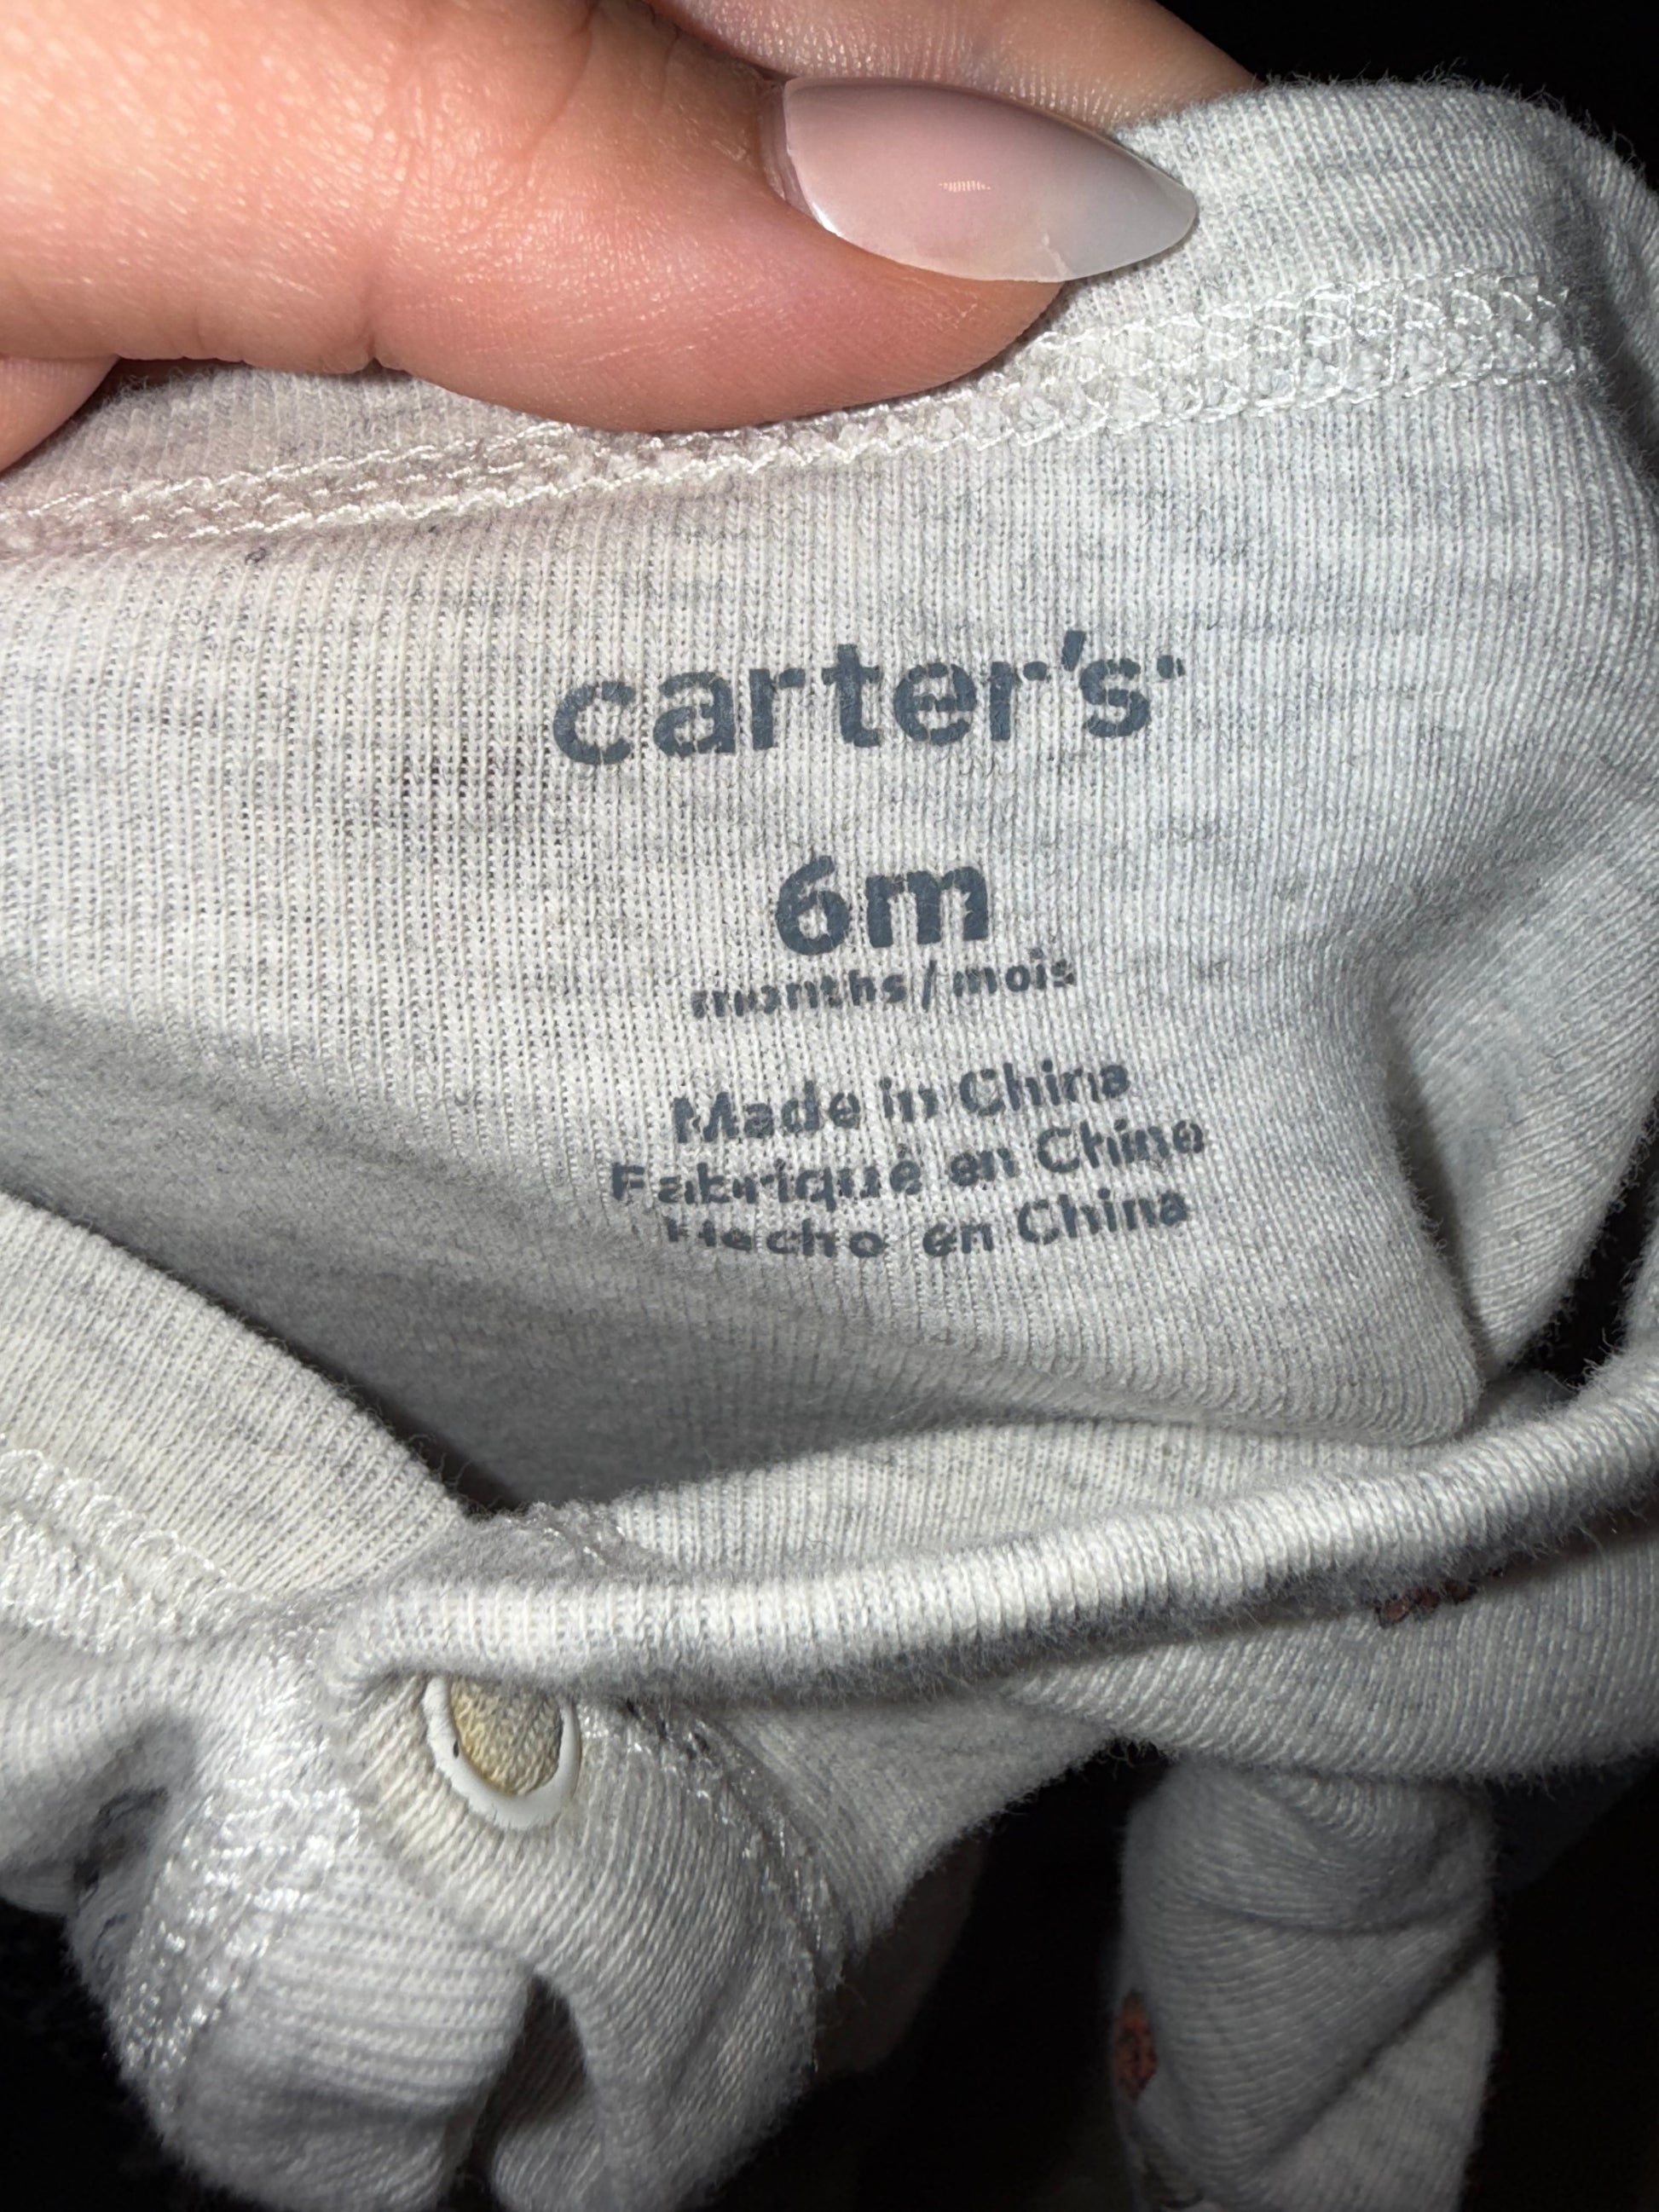 carter's
6m
months / mois
Made in China
Fabriqué en Chine
Hecho en China